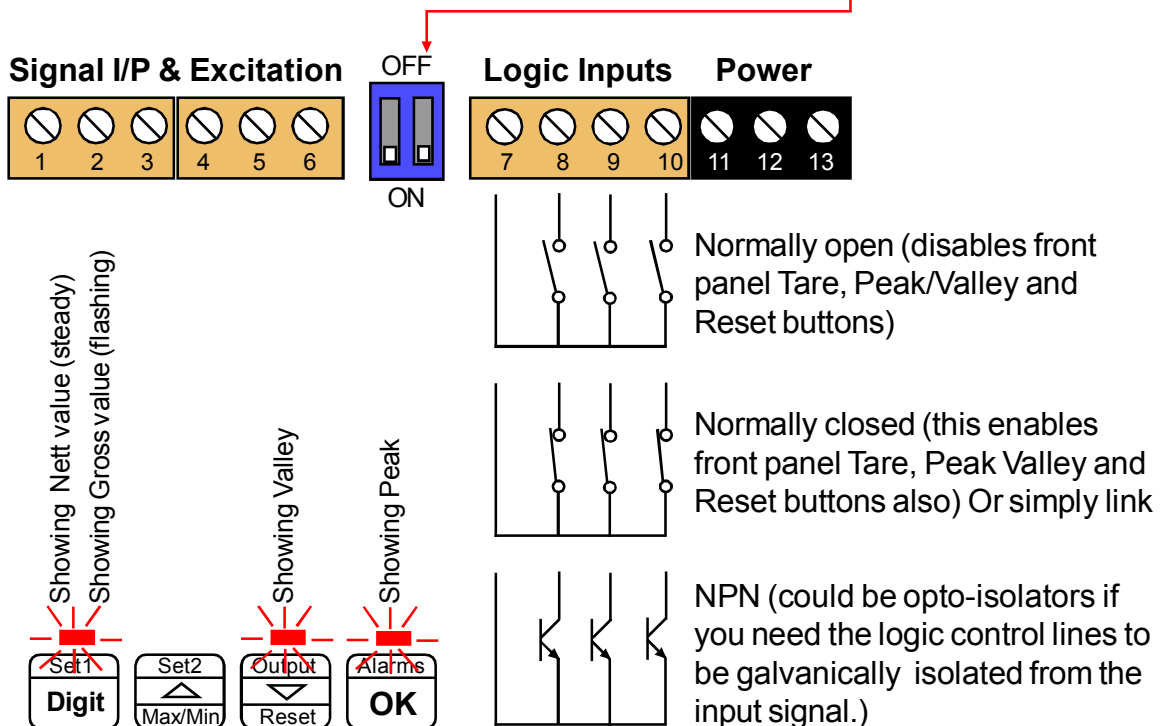 OFF
Signal I/P & Excitation
Logic Inputs
Power
1 2 3 4 5 6
7 8 9 10 11 12 13
ON
Normally open (disables front
panel Tare, Peak/Valley and
Reset buttons)
Normally closed (this enables
front panel Tare, Peak Valley and
Reset buttons also) Or simply link
NPN (could be opto-isolators if
you need the logic control lines to
be galvanically isolated from the
input signal.)
Showing Nett value (steady)
Showing Gross value (flashing)
Showing Valley
Showing Peak
Set1
Digit
Set2
Max/Min
Output
Reset
Alarms
OK